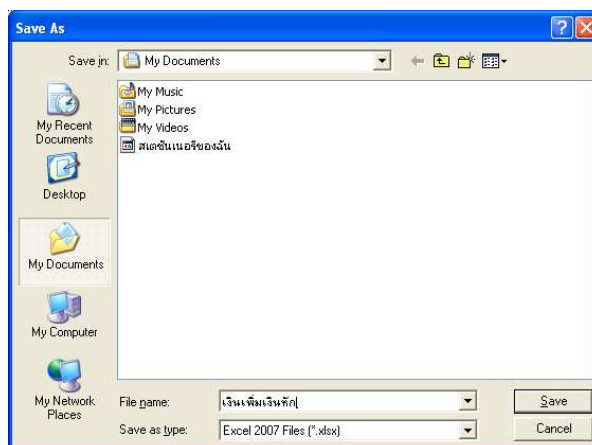 Save As
Save in: My Documents
My Recent Documents
Desktop
My Documents
My Computer
My Network Places
My Music
My Pictures
My Videos
สเตชันเนอรีของฉัน
File name: เงินเพิ่มเงินหัก
Save as type: Excel 2007 Files (*.xlsx)
Save
Cancel